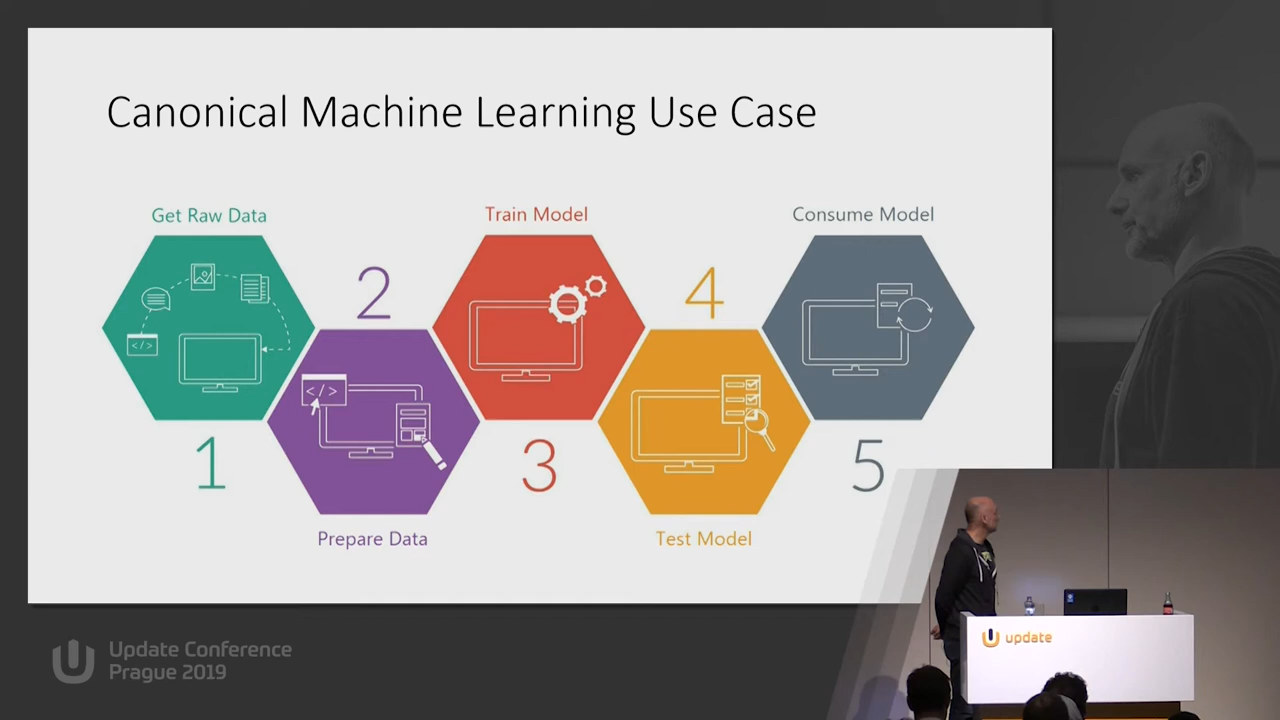 Canonical Machine Learning Use Case
Get Raw Data
</>
1
2
</>
Prepare Data
Train Model
3
4
Test Model
Consume Model
5
Update Conference
Prague 2019
update